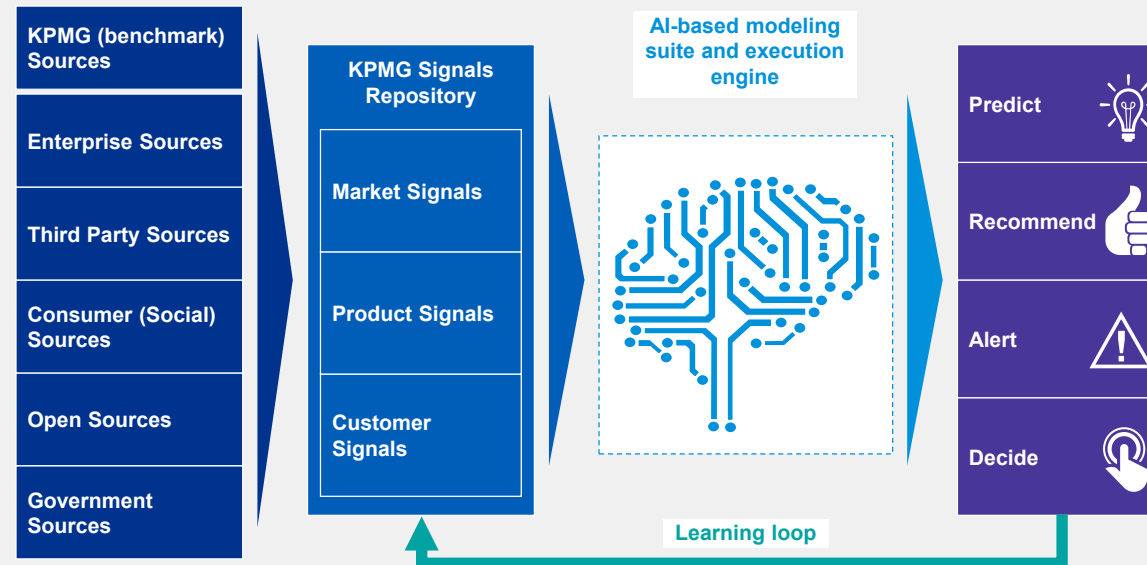 KPMG (benchmark)
Sources
Enterprise Sources
Third Party Sources
Consumer (Social)
Sources
Open Sources
Government
Sources
KPMG Signals
Repository
Market Signals
Product Signals
Customer
Signals
AI-based modeling
suite and execution
engine
Predict
Recommend
Alert
Decide
Learning loop